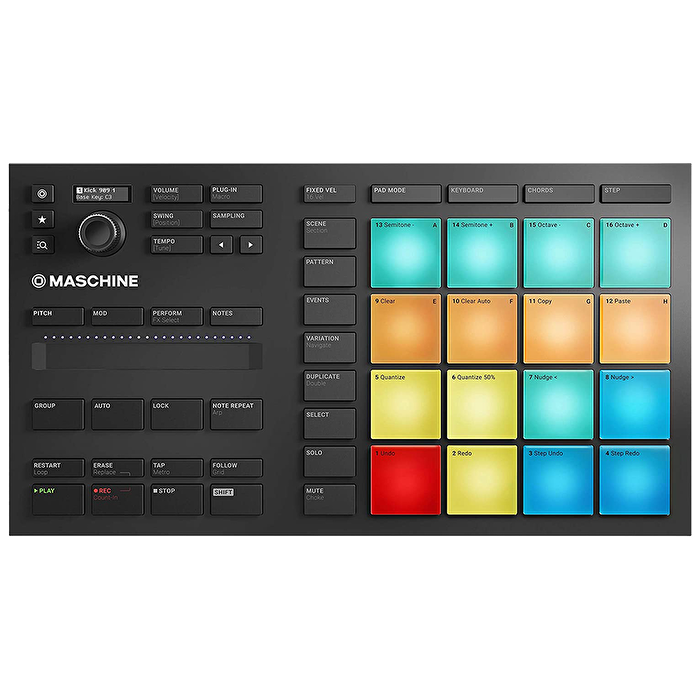 1 Kick 909 1
Base Key: C3
VOLUME
[Velocity]
PLUG-IN
Macro
SWING
[Position]
SAMPLING
TEMPO
[Tune]
MASCHINE
PITCH
MOD
PERFORM
FX Select
NOTES
GROUP
AUTO
LOCK
NOTE REPEAT
Arp
RESTART
Loop
ERASE
Replace
TAP
Metro
FOLLOW
Grid
PLAY
REC
Count-In
STOP
SHIFT
FIXED VEL
16 Vel
SCENE
Section
PATTERN
EVENTS
VARIATION
Navigate
DUPLICATE
Double
SELECT
SOLO
MUTE
Choke
PAD MODE
KEYBOARD
CHORDS
STEP
13 Semitone - A
14 Semitone + B
15 Octave - C
16 Octave + D
9 Clear E
10 Clear Auto F
11 Copy G
12 Paste H
5 Quantize
6 Quantize 50%
7 Nudge <
8 Nudge >
1 Undo
2 Redo
3 Step Undo
4 Step Redo